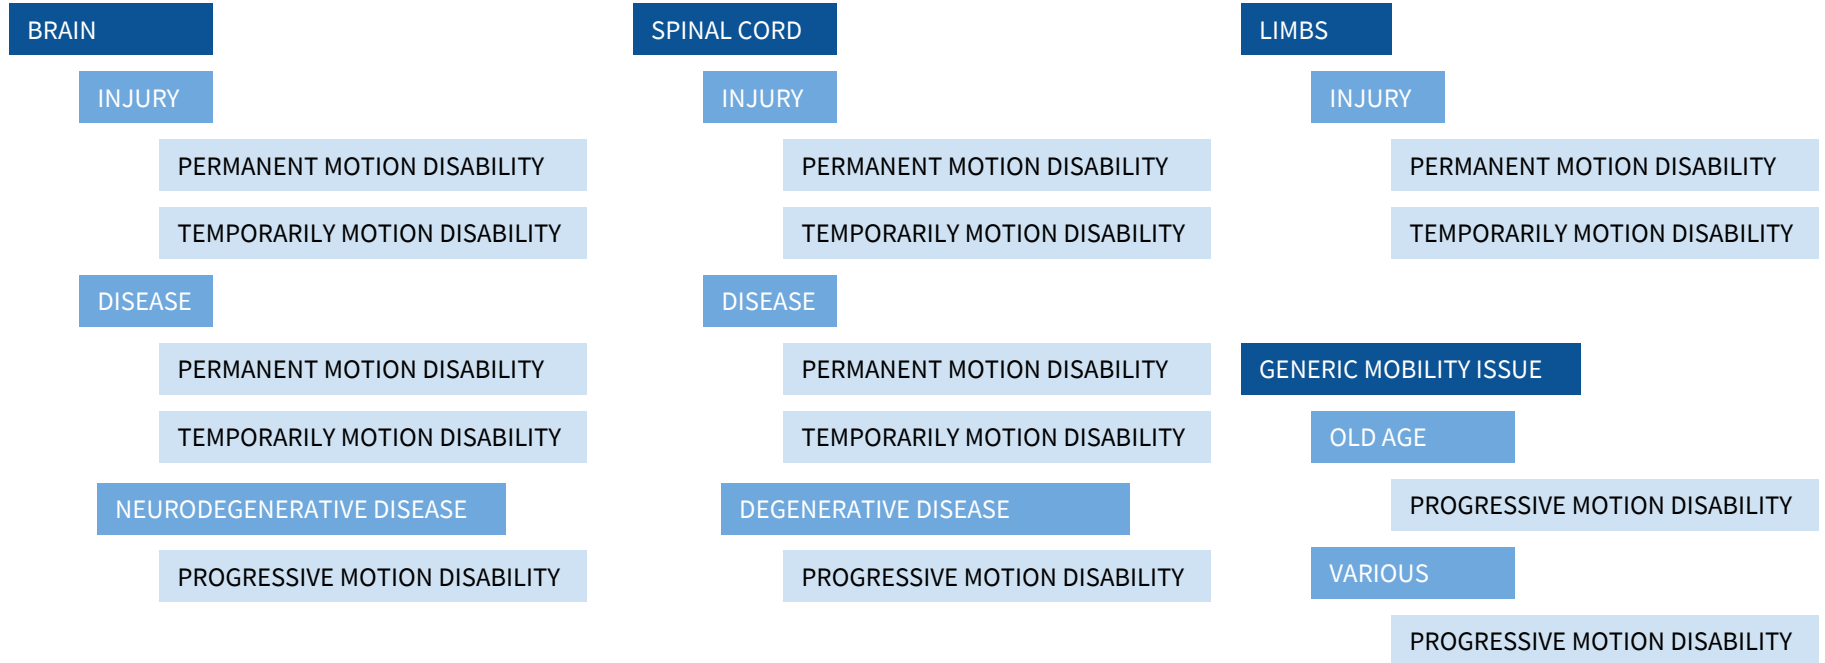 BRAIN
INJURY
PERMANENT MOTION DISABILITY
TEMPORARILY MOTION DISABILITY
DISEASE
PERMANENT MOTION DISABILITY
TEMPORARILY MOTION DISABILITY
NEURODEGENERATIVE DISEASE
PROGRESSIVE MOTION DISABILITY
SPINAL CORD
INJURY
PERMANENT MOTION DISABILITY
TEMPORARILY MOTION DISABILITY
DISEASE
PERMANENT MOTION DISABILITY
TEMPORARILY MOTION DISABILITY
DEGENERATIVE DISEASE
PROGRESSIVE MOTION DISABILITY
LIMBS
INJURY
PERMANENT MOTION DISABILITY
TEMPORARILY MOTION DISABILITY
GENERIC MOBILITY ISSUE
OLD AGE
PROGRESSIVE MOTION DISABILITY
VARIOUS
PROGRESSIVE MOTION DISABILITY